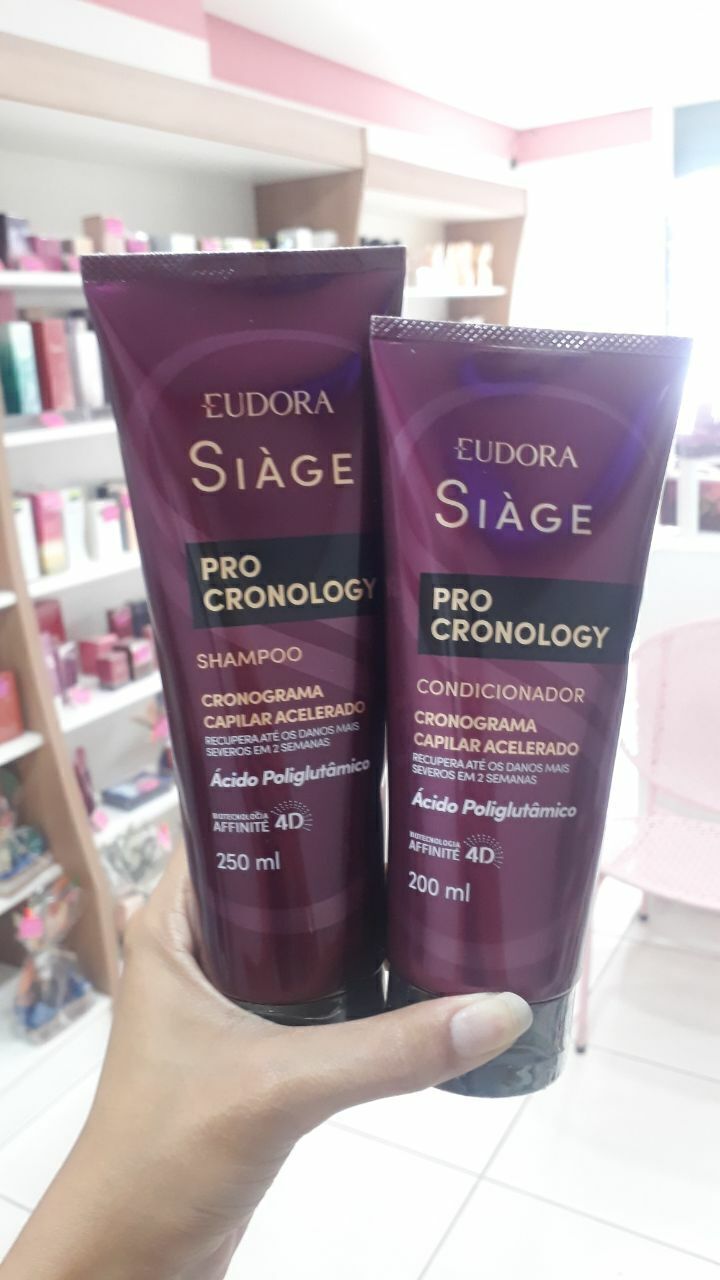 EUDORA
SIÀGE
PRO
CRONOLOGY
SHAMPOO
CRONOGRAMA
CAPILAR ACELERADO
RECUPERA ATÉ OS DANOS MAIS
SEVEROS EM 2 SEMANAS
Ácido Poliglutâmico
BIOTECNOLOGIA
AFFINITÉ 4D
250 ml
EUDORA
SIÀGE
PRO
CRONOLOGY
CONDICIONADOR
CRONOGRAMA
CAPILAR ACELERADO
RECUPERA ATÉ OS DANOS MAIS
SEVEROS EM 2 SEMANAS
Ácido Poliglutâmico
BIOTECNOLOGIA
AFFINITÉ 4D
200 ml